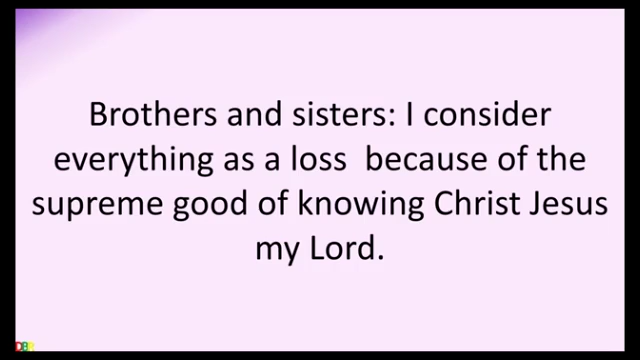 Brothers and sisters: I consider
everything as a loss  because of the
supreme good of knowing Christ Jesus
my Lord.